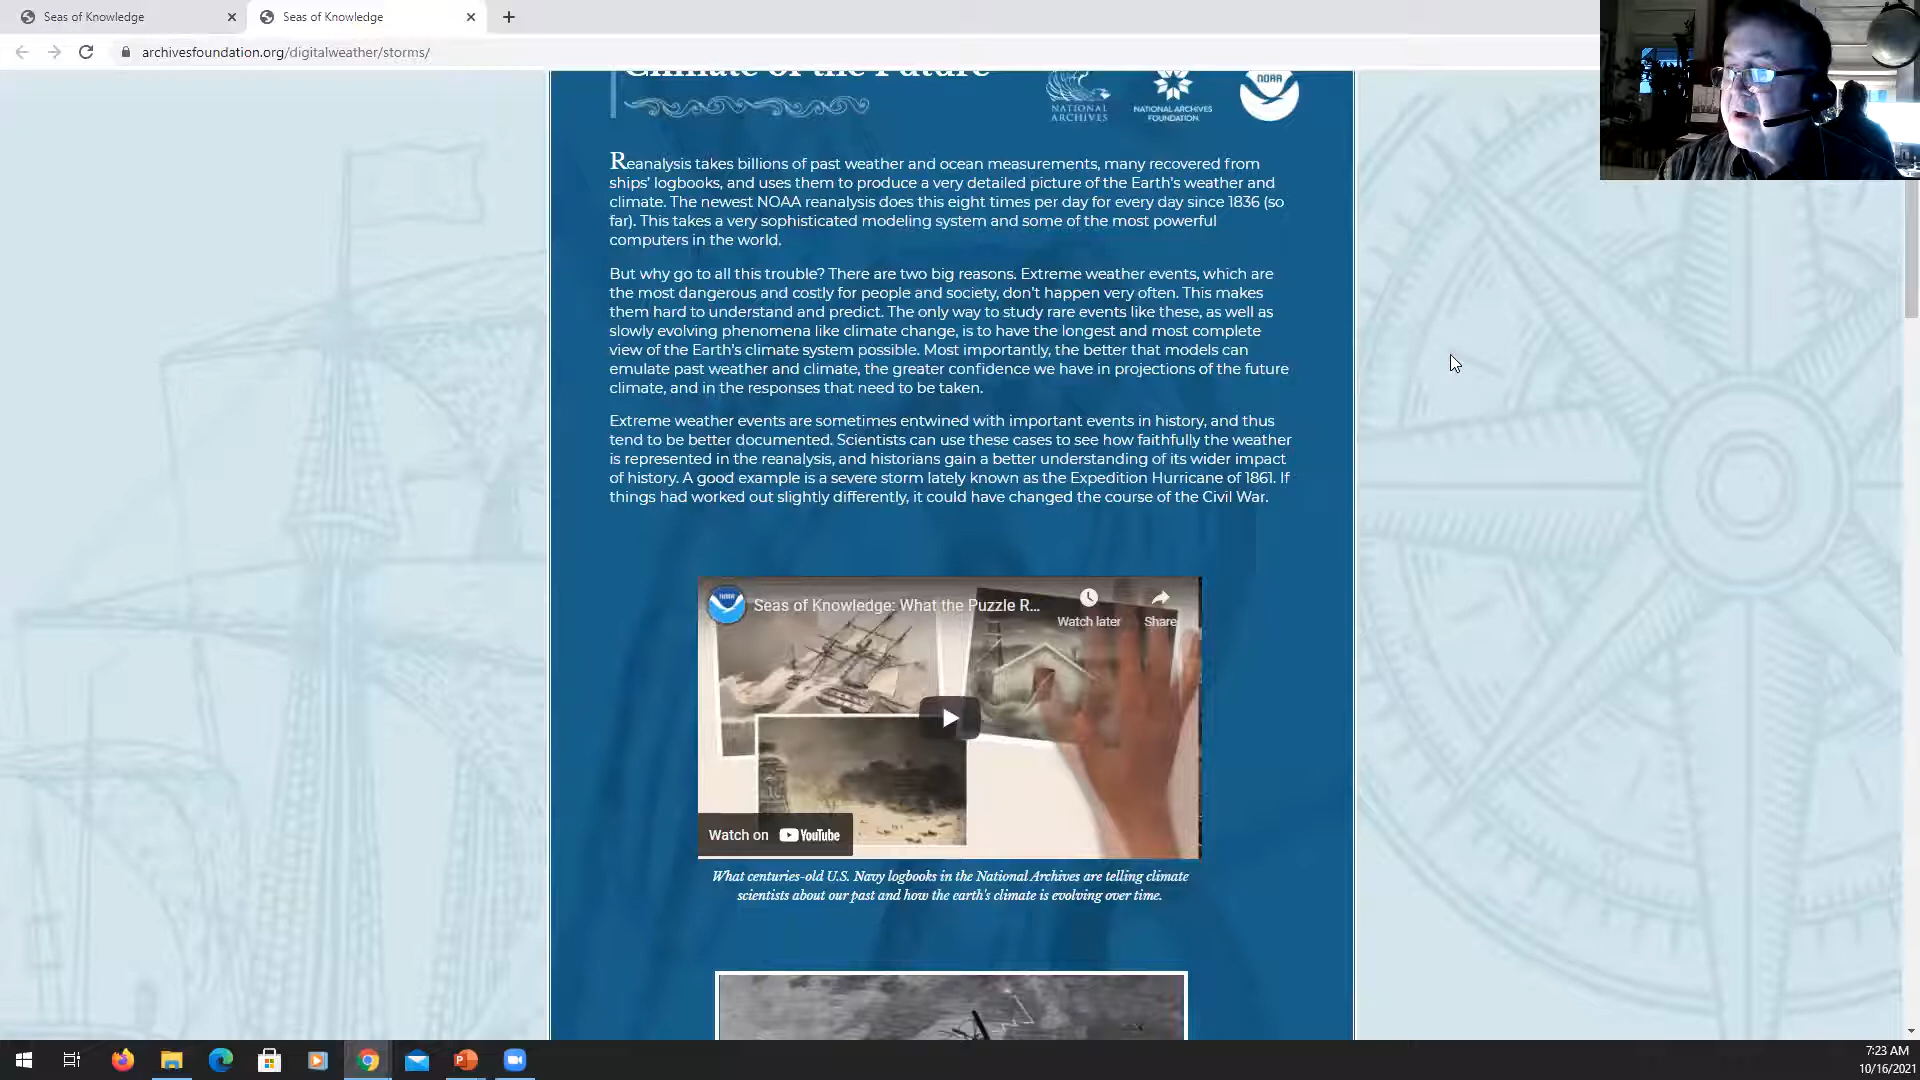 Seas of Knowledge
Seas of Knowledge
archivesfoundation.org/digitalweather/storms/
Climate of the Future
NATIONAL
ARCHIVES
NATIONAL ARCHIVES
FOUNDATION
NOAA
Reanalysis takes billions of past weather and ocean measurements, many recovered from
ships' logbooks, and uses them to produce a very detailed picture of the Earth's weather and
climate. The newest NOAA reanalysis does this eight times per day for every day since 1836 (so
far). This takes a very sophisticated modeling system and some of the most powerful
computers in the world.
But why go to all this trouble? There are two big reasons. Extreme weather events, which are
the most dangerous and costly for people and society, don't happen very often. This makes
them hard to understand and predict. The only way to study rare events like these, as well as
slowly evolving phenomena like climate change, is to have the longest and most complete
view of the Earth's climate system possible. Most importantly, the better that models can
emulate past weather and climate, the greater confidence we have in projections of the future
climate, and in the responses that need to be taken.
Extreme weather events are sometimes entwined with important events in history, and thus
tend to be better documented. Scientists can use these cases to see how faithfully the weather
is represented in the reanalysis, and historians gain a better understanding of its wider impact
of history. A good example is a severe storm lately known as the Expedition Hurricane of 1861. If
things had worked out slightly differently, it could have changed the course of the Civil War.
NOAA
Seas of Knowledge: What the Puzzle R...
Watch later
Share
Watch on YouTube
What centuries-old U.S. Navy logbooks in the National Archives are telling climate
scientists about our past and how the earth's climate is evolving over time.
7:23 AM
10/16/2021